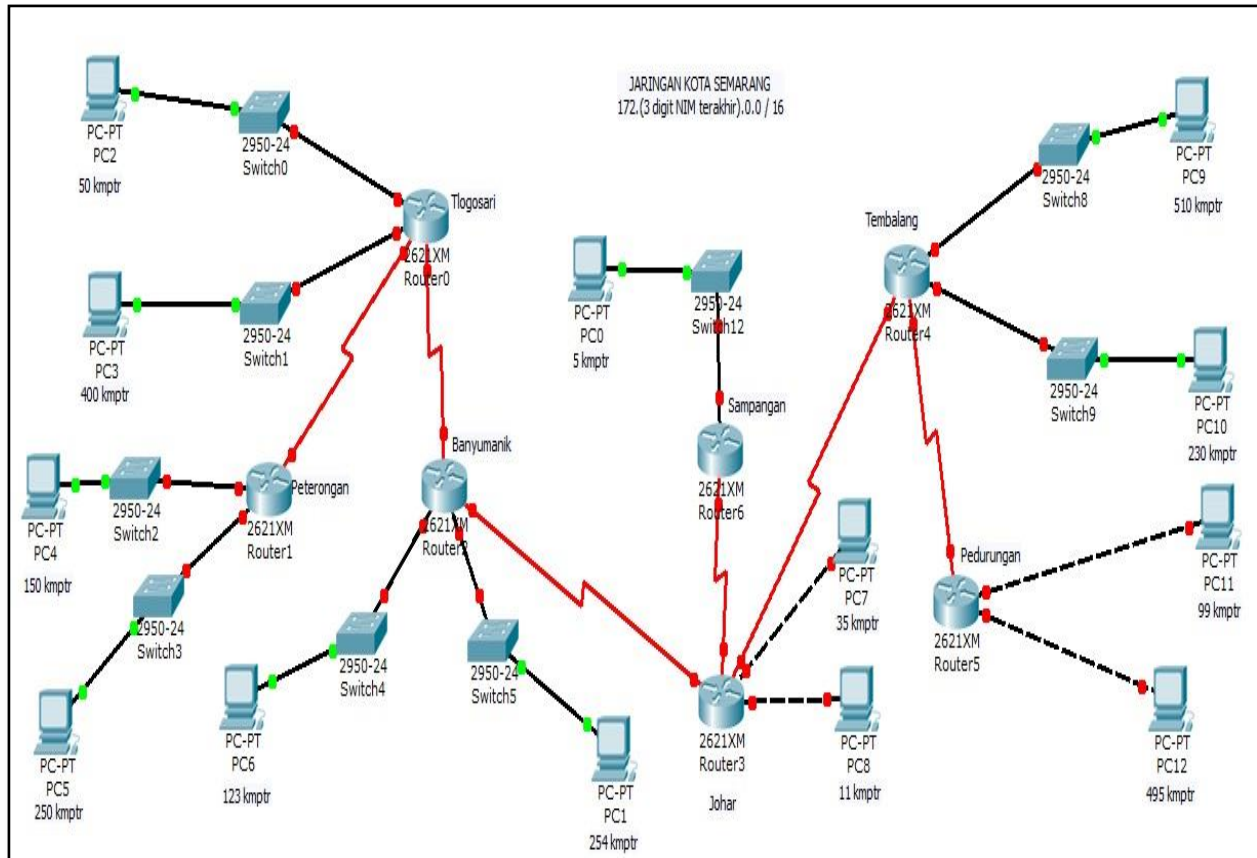 JARINGAN KOTA SEMARANG
172.(3 digit NIM terakhir).0.0 / 16
PC-PT
PC2
50 kmptr
2950-24
Switch0
Tlogosari
2621XM
Router0
PC-PT
PC3
400 kmptr
2950-24
Switch1
PC-PT
PC4
150 kmptr
2950-24
Switch2
Peterongan
2621XM
Router1
2950-24
Switch3
PC-PT
PC5
250 kmptr
Banyumanik
2621XM
Router2
2950-24
Switch4
PC-PT
PC6
123 kmptr
2950-24
Switch5
PC-PT
PC1
254 kmptr
PC-PT
PC0
5 kmptr
2950-24
Switch12
Sampangan
2621XM
Router6
PC-PT
PC7
35 kmptr
2621XM
Router3
Johar
PC-PT
PC8
11 kmptr
Tembalang
2621XM
Router4
2950-24
Switch8
PC-PT
PC9
510 kmptr
2950-24
Switch9
PC-PT
PC10
230 kmptr
Pedurungan
2621XM
Router5
PC-PT
PC11
99 kmptr
PC-PT
PC12
495 kmptr